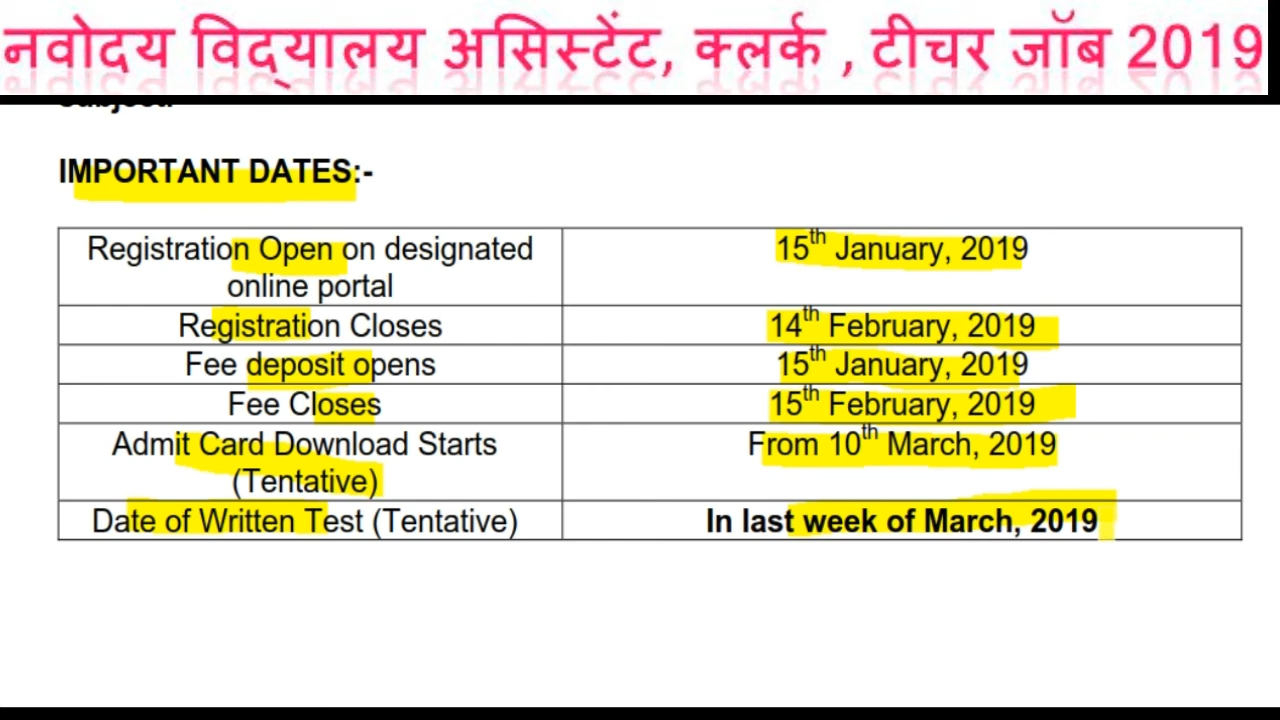 नवोदय विद्यालय असिस्टेंट, क्लर्क , टीचर जॉब 2019
IMPORTANT DATES:-
Registration Open on designated online portal
15th January, 2019
Registration Closes
14th February, 2019
Fee deposit opens
15th January, 2019
Fee Closes
15th February, 2019
Admit Card Download Starts
(Tentative)
From 10th March, 2019
Date of Written Test (Tentative)
In last week of March, 2019